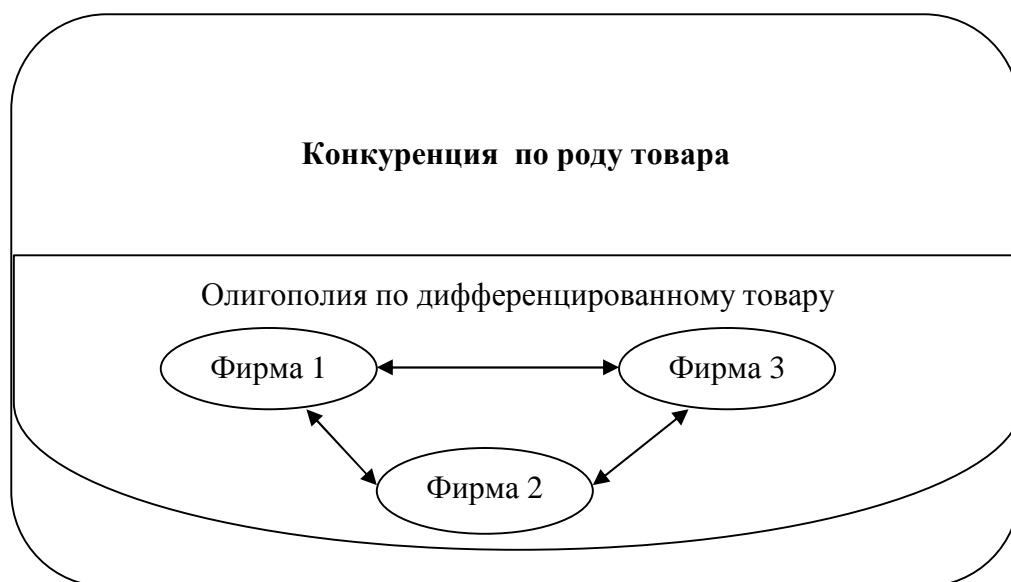 Конкуренция по роду товара
Олигополия по дифференцированному товару
Фирма 1
Фирма 3
Фирма 2